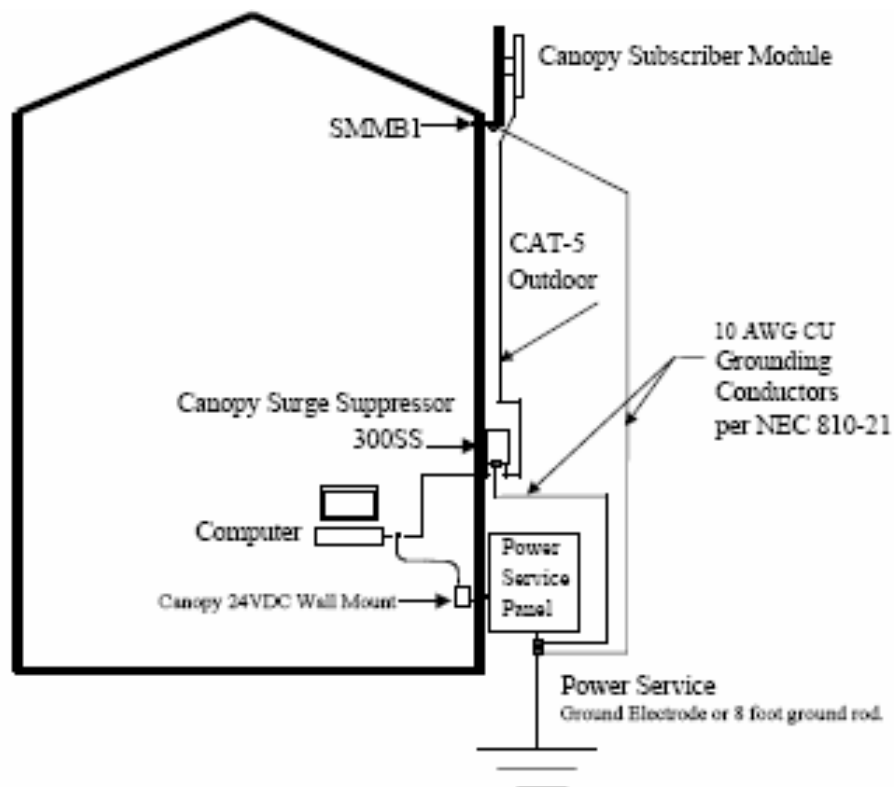 Canopy Subscriber Module
SMMB1
CAT-5
Outdoor
10 AWG CU
Grounding
Conductors
per NEC 810-21
Canopy Surge Suppressor
300SS
Computer
Power
Service
Panel
Canopy 24VDC Wall Mount
Power Service
Ground Electrode or 8 foot ground rod.